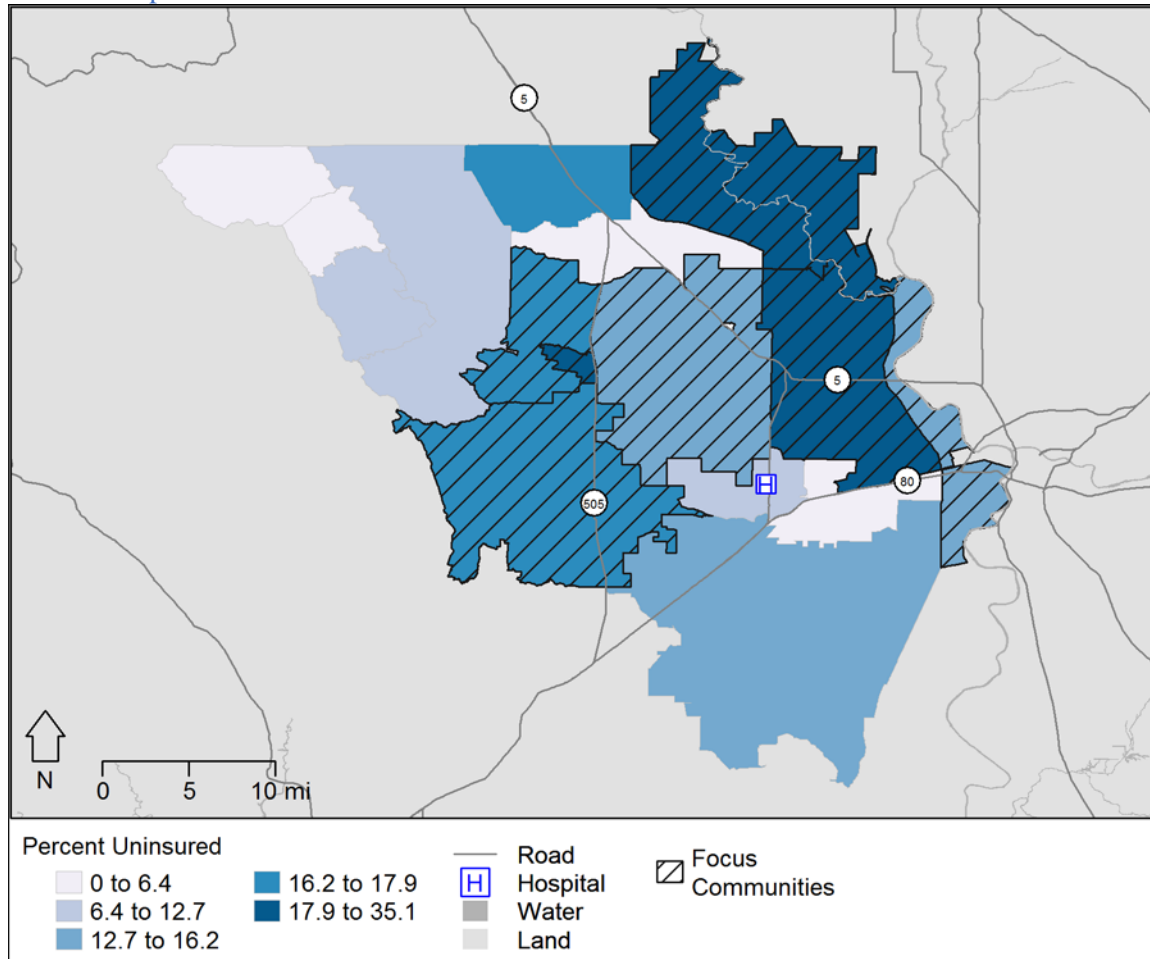 5
5
80
505
N
0 5 10 mi
Percent Uninsured
0 to 6.4
6.4 to 12.7
12.7 to 16.2
16.2 to 17.9
17.9 to 35.1
Road
H Hospital
Water
Land
Focus
Communities
H